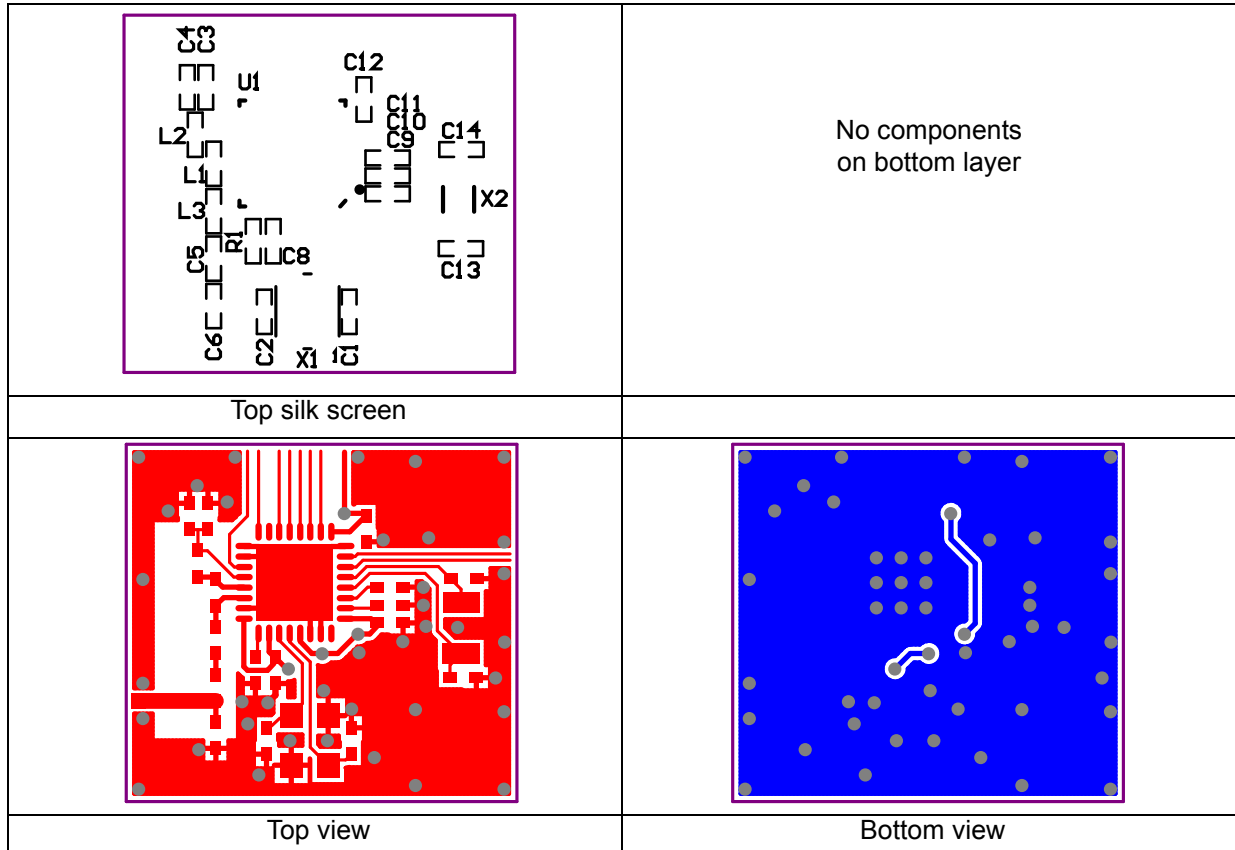 C4
C3
C12
U1
C11
C10
C9
C14
L2
L1
L3
X2
R1
C5
C8
C13
C6
C2
X1
1
C1
No components
on bottom layer
Top silk screen
Top view
Bottom view